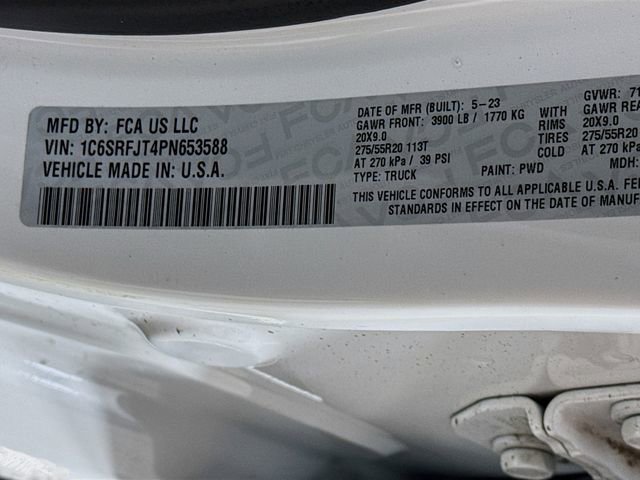 MFD BY: FCA US LLC
VIN: 1C6SRFJT4PN653588
VEHICLE MADE IN: U.S.A.
DATE OF MFR (BUILT): 5-23
GAWR FRONT: 3900 LB / 1770 KG
20X9.0
275/55R20 113T
AT 270 kPa / 39 PSI
TYPE: TRUCK PAINT: PWD MDH:
WITH
RIMS
TIRES
COLD
GVWR: 71
GAWR REA
20X9.0
275/55R20
AT 270 k
THIS VEHICLE CONFORMS TO ALL APPLICABLE U.S.A. FE
STANDARDS IN EFFECT ON THE DATE OF MANUF